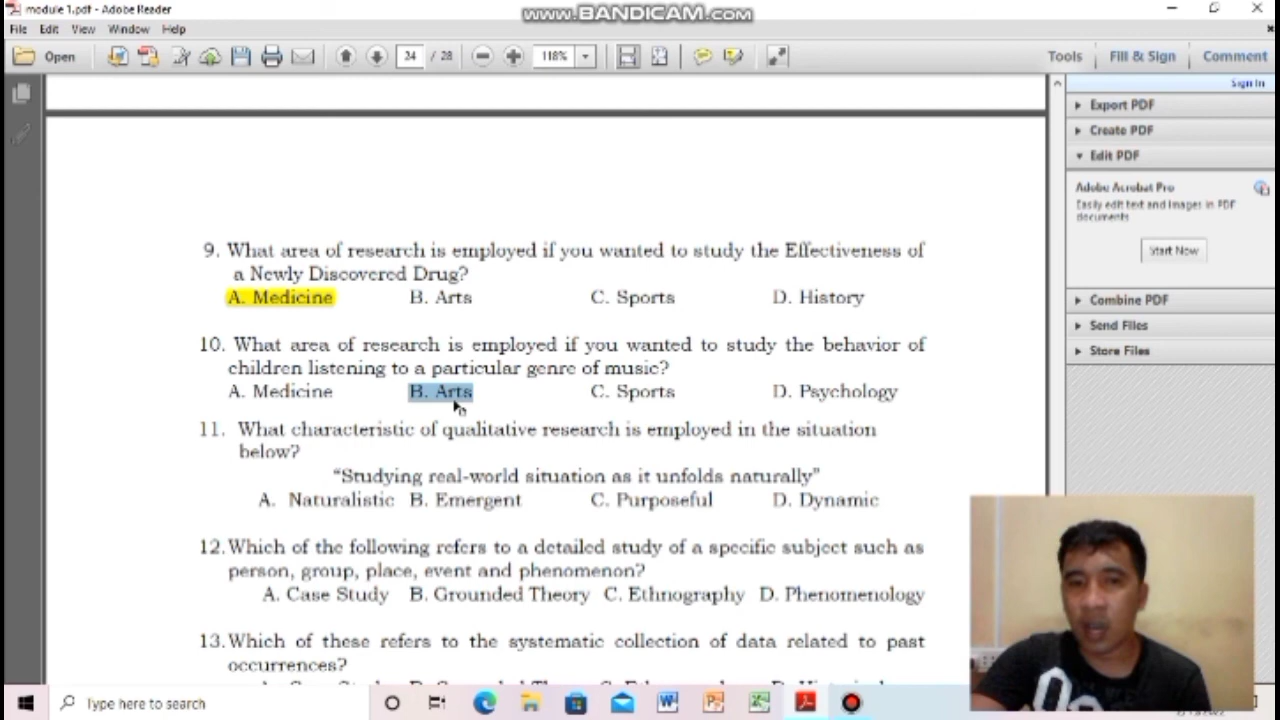 module 1.pdf - Adobe Reader
www.BANDICAM.com
File Edit View Window Help
Open 24 / 28 118% Tools Fill & Sign Comment
Sign In
Export PDF
Create PDF
Edit PDF
Adobe Acrobat Pro
Easily edit text and images in PDF
documents
Start Now
Combine PDF
Send Files
Store Files
9. What area of research is employed if you wanted to study the Effectiveness of
a Newly Discovered Drug?
A. Medicine B. Arts C. Sports D. History
10. What area of research is employed if you wanted to study the behavior of
children listening to a particular genre of music?
A. Medicine B. Arts C. Sports D. Psychology
11. What characteristic of qualitative research is employed in the situation
below?
“Studying real-world situation as it unfolds naturally”
A. Naturalistic B. Emergent C. Purposeful D. Dynamic
12. Which of the following refers to a detailed study of a specific subject such as
person, group, place, event and phenomenon?
A. Case Study B. Grounded Theory C. Ethnography D. Phenomenology
13. Which of these refers to the systematic collection of data related to past
occurrences?
Type here to search